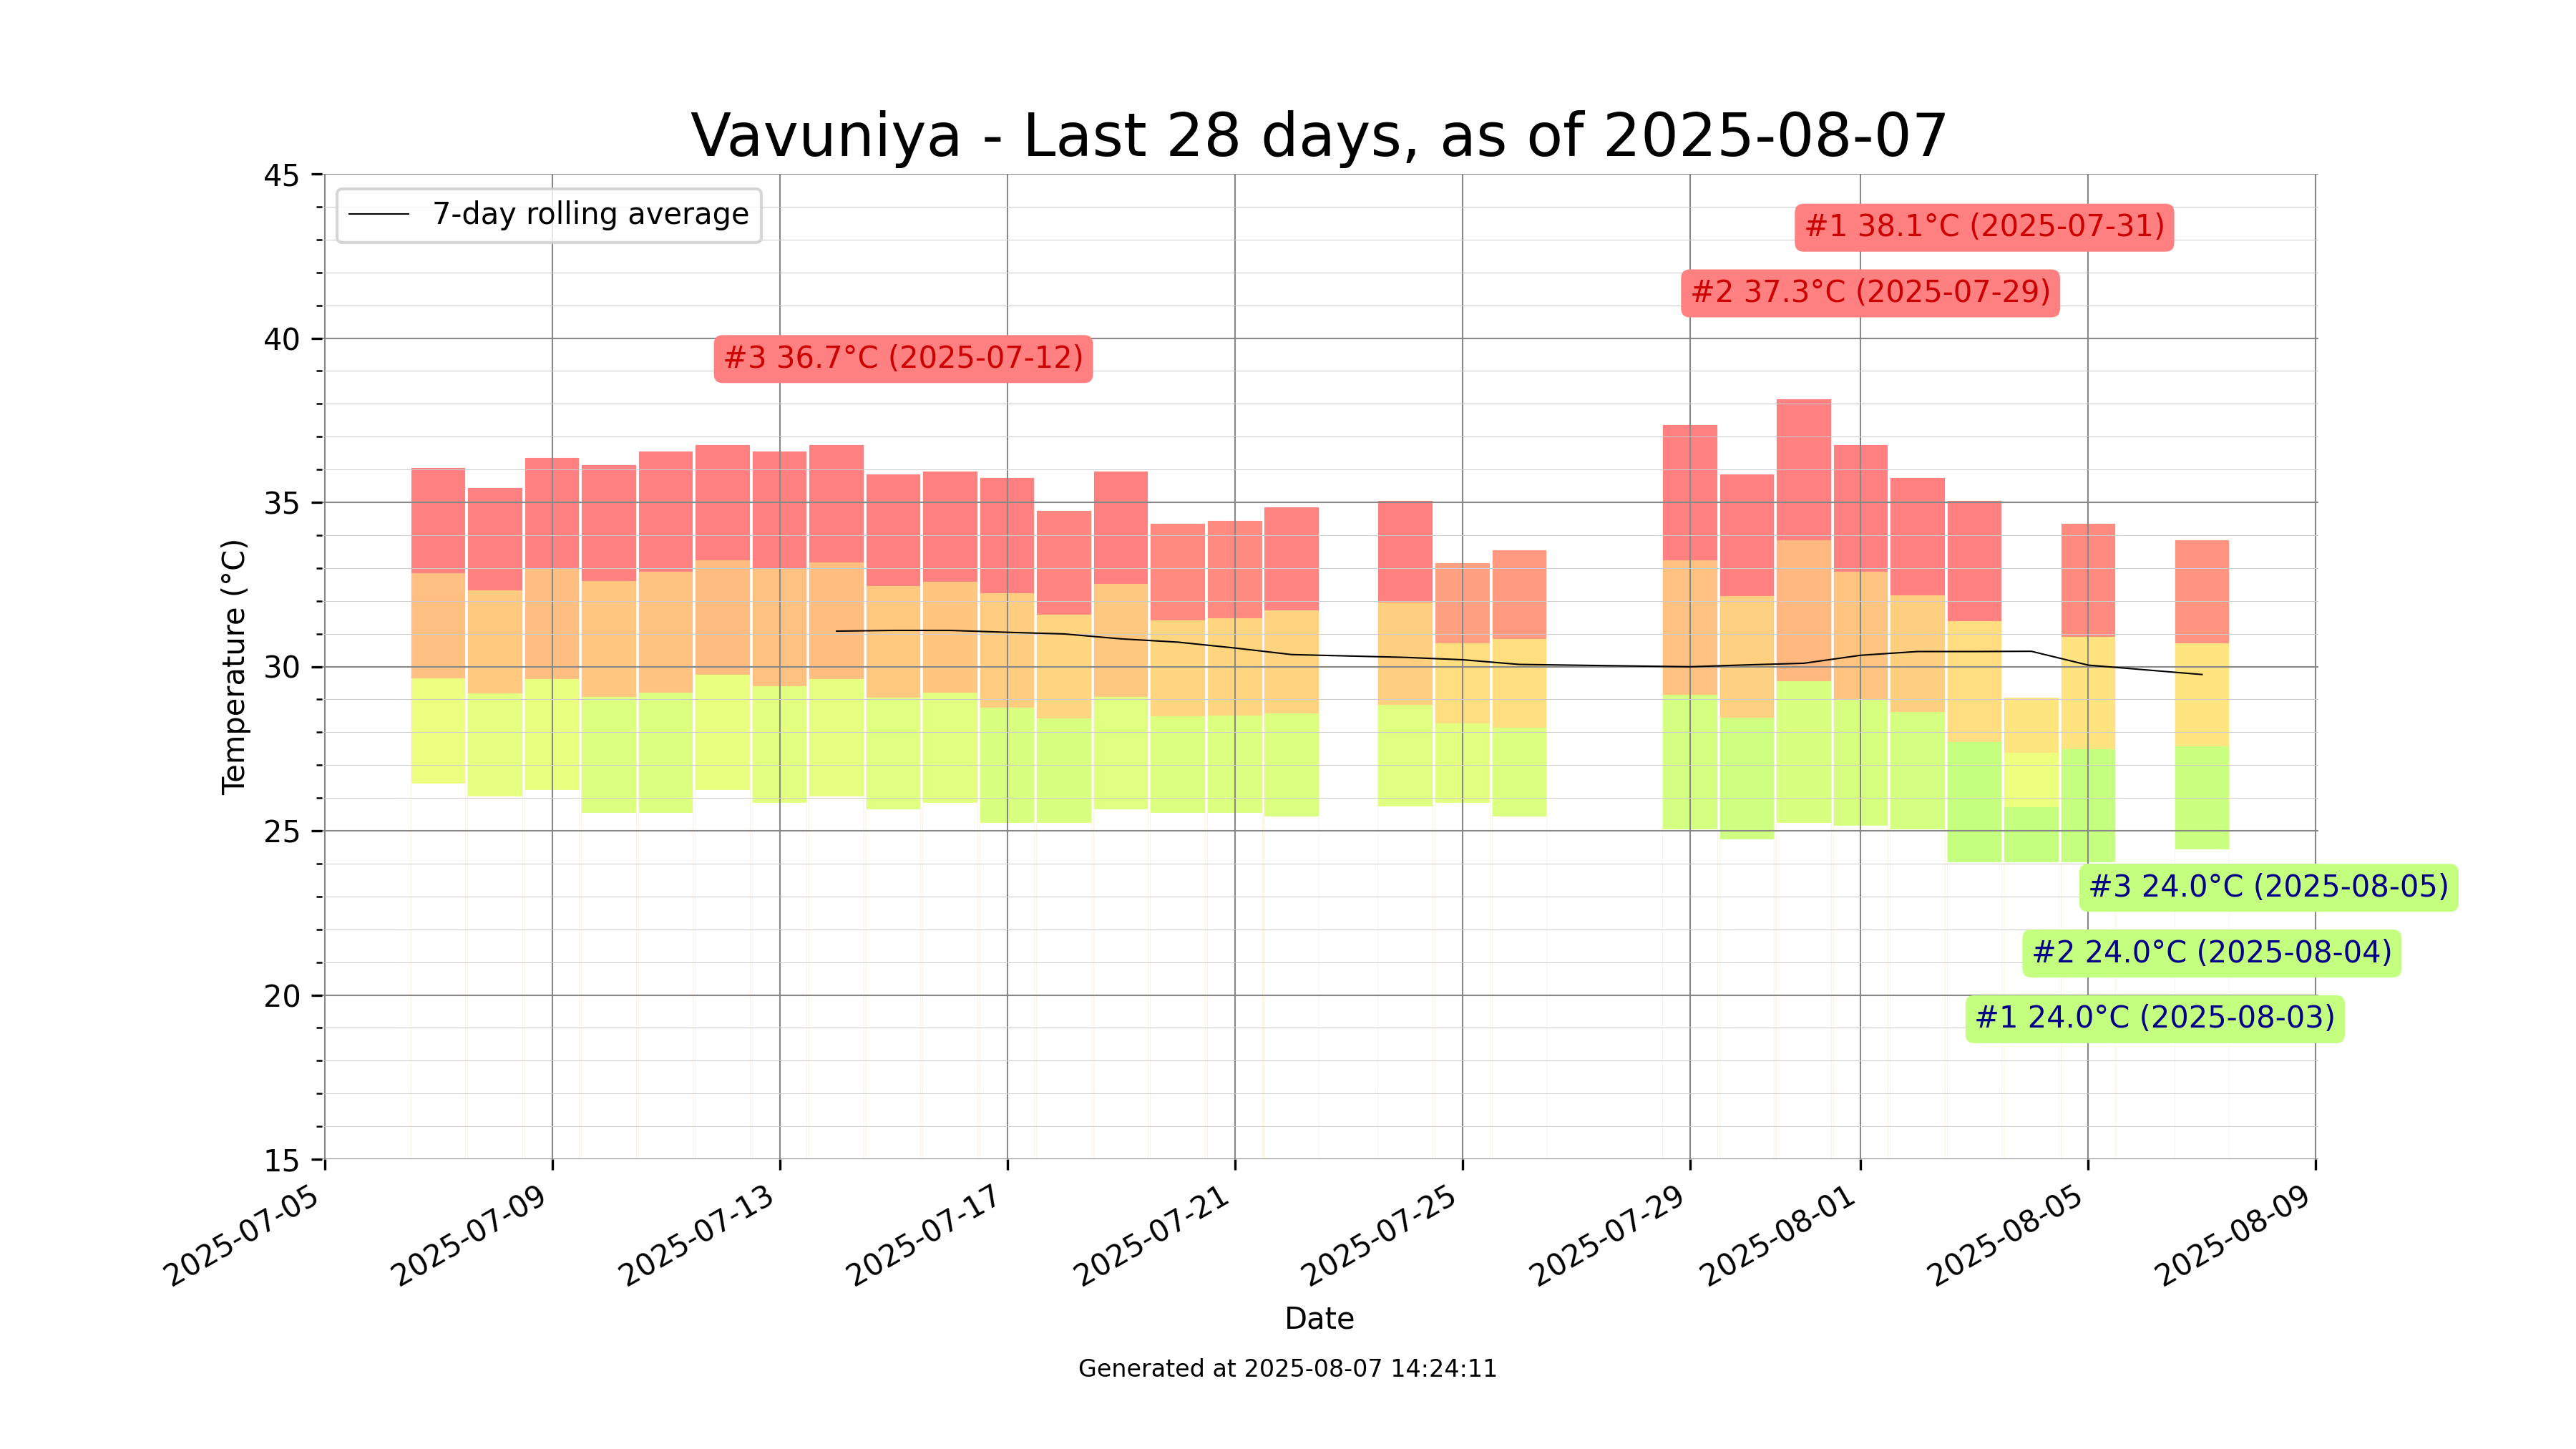 Vavuniya - Last 28 days, as of 2025-08-07
7-day rolling average
#1 38.1°C (2025-07-31)
#2 37.3°C (2025-07-29)
#3 36.7°C (2025-07-12)
#3 24.0°C (2025-08-05)
#2 24.0°C (2025-08-04)
#1 24.0°C (2025-08-03)
Temperature (°C)
45
40
35
30
25
20
15
2025-07-05
2025-07-09
2025-07-13
2025-07-17
2025-07-21
2025-07-25
2025-07-29
2025-08-01
2025-08-05
2025-08-09
Date
Generated at 2025-08-07 14:24:11